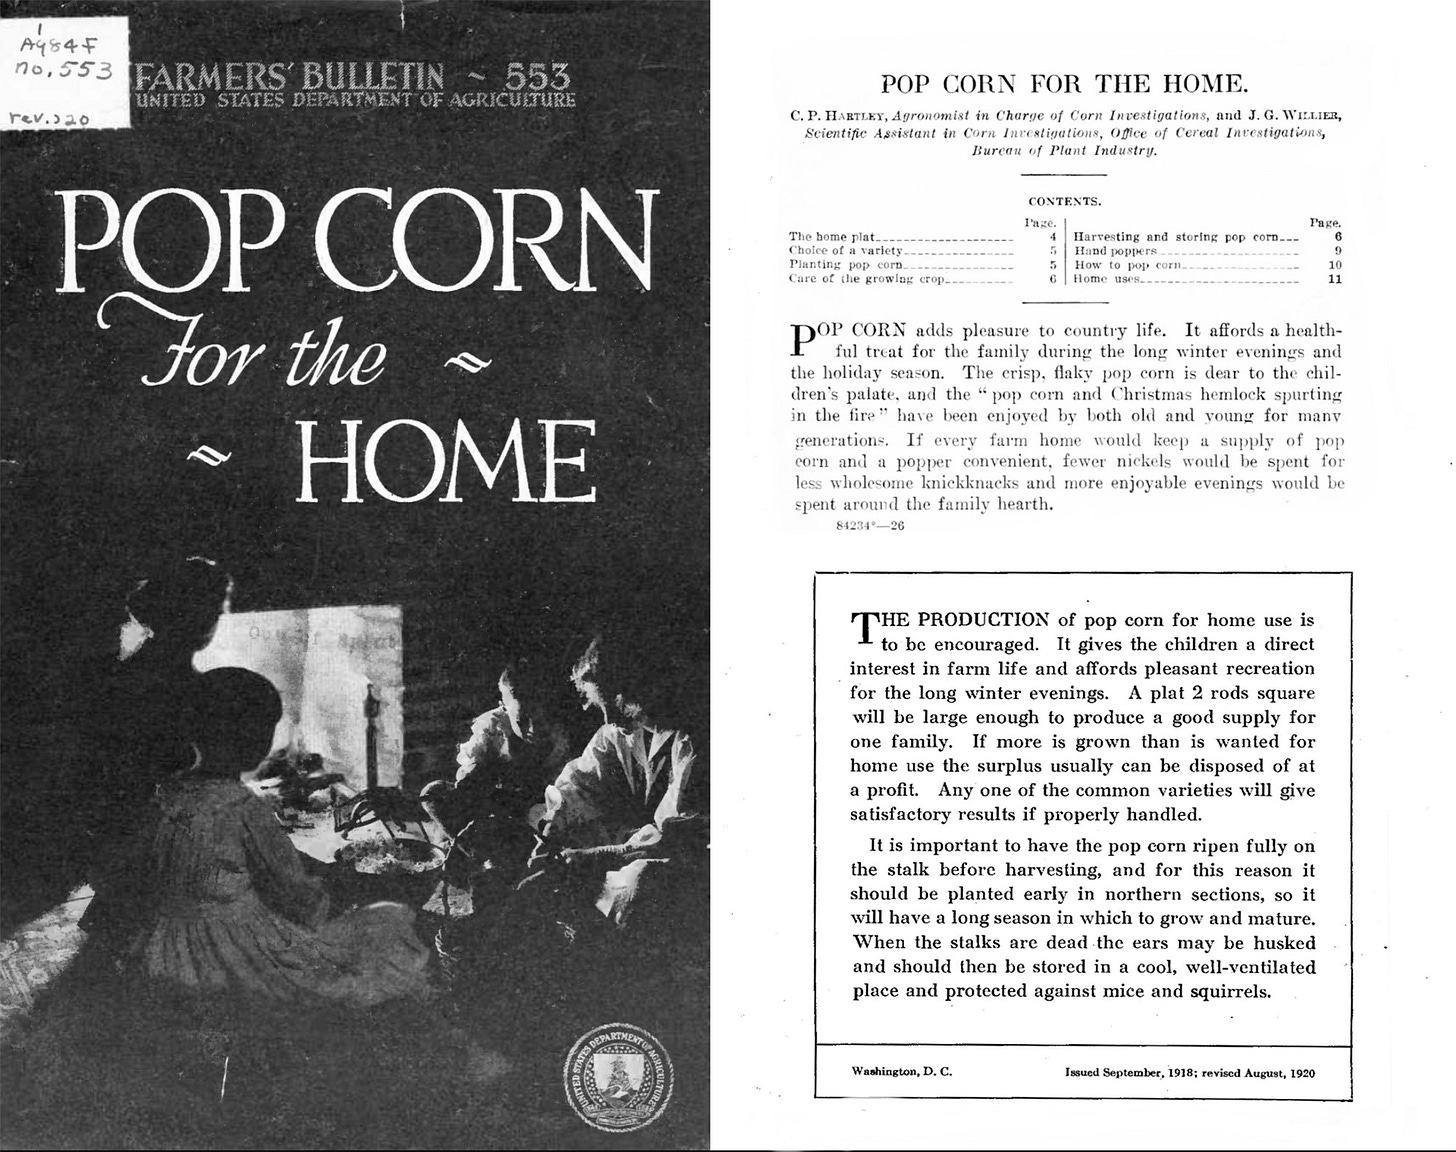 1
Ag84F
no. 553
rev. 20
FARMERS' BULLETIN ~ 553
UNITED STATES DEPARTMENT OF AGRICULTURE
POP CORN
For the
HOME
UNITED STATES DEPARTMENT OF AGRICULTURE
POP CORN FOR THE HOME.
C. P. HARTLEY, Agronomist in Charge of Corn Investigations, and J. G. WILLIER,
Scientific Assistant in Corn Investigations, Office of Cereal Investigations,
Bureau of Plant Industry.
CONTENTS.
Page.
The home plat 4
Choice of a variety 5
Planting pop corn 5
Care of the growing crop 6
Page.
Harvesting and storing pop corn 6
Hand poppers 9
How to pop corn 10
Home uses 11
POP CORN adds pleasure to country life. It affords a health-
ful treat for the family during the long winter evenings and
the holiday season. The crisp, flaky pop corn is dear to the chil-
dren's palate, and the "pop corn and Christmas hemlock spurting
in the fire" have been enjoyed by both old and young for many
generations. If every farm home would keep a supply of pop
corn and a popper convenient, fewer nickels would be spent for
less wholesome knickknacks and more enjoyable evenings would be
spent around the family hearth.
84234°—26
THE PRODUCTION of pop corn for home use is
to be encouraged. It gives the children a direct
interest in farm life and affords pleasant recreation
for the long winter evenings. A plat 2 rods square
will be large enough to produce a good supply for
one family. If more is grown than is wanted for
home use the surplus usually can be disposed of at
a profit. Any one of the common varieties will give
satisfactory results if properly handled.
It is important to have the pop corn ripen fully on
the stalk before harvesting, and for this reason it
should be planted early in northern sections, so it
will have a long season in which to grow and mature.
When the stalks are dead the ears may be husked
and should then be stored in a cool, well-ventilated
place and protected against mice and squirrels.
Washington, D. C.
Issued September, 1918; revised August, 1920